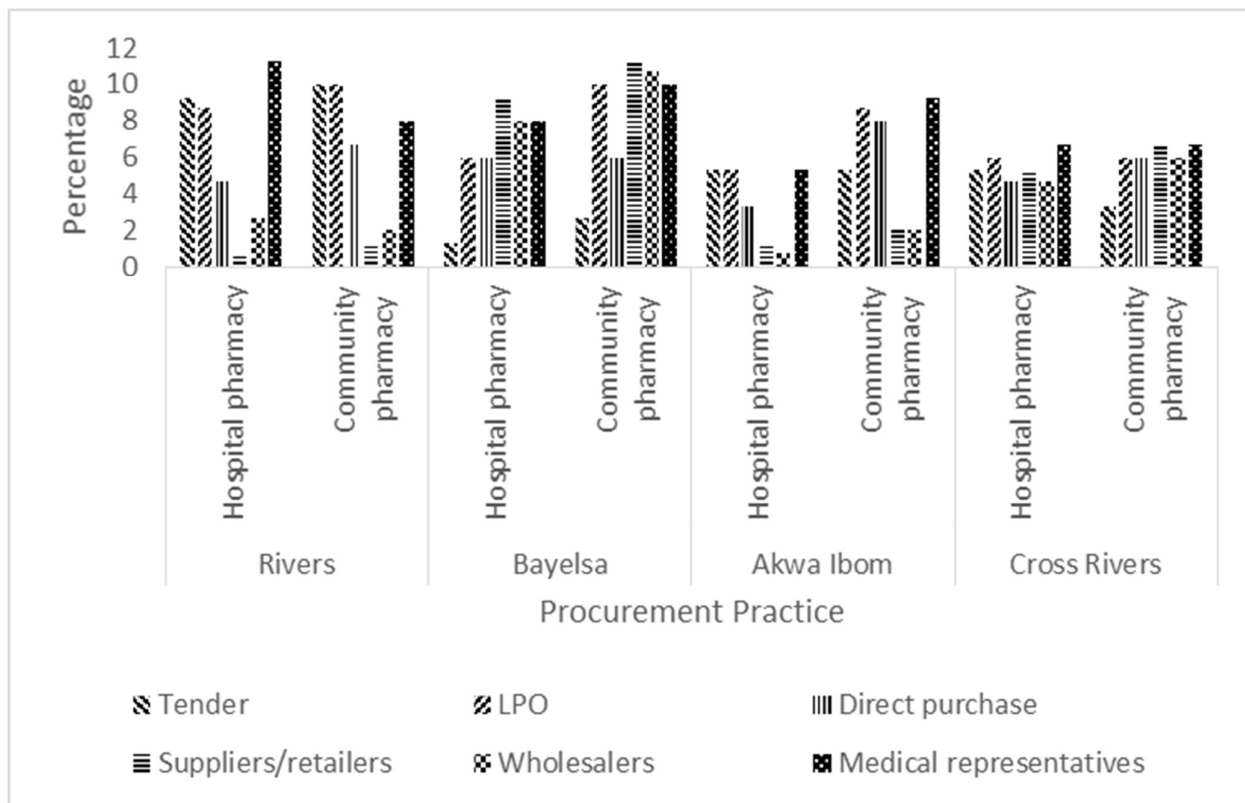 Percentage
12
10
8
6
4
2
0
Hospital pharmacy
Community
pharmacy
Hospital pharmacy
Community
pharmacy
Hospital pharmacy
Community
pharmacy
Hospital pharmacy
Community
pharmacy
Rivers
Bayelsa
Akwa Ibom
Cross Rivers
Procurement Practice
Tender
LPO
Direct purchase
Suppliers/retailers
Wholesalers
Medical representatives